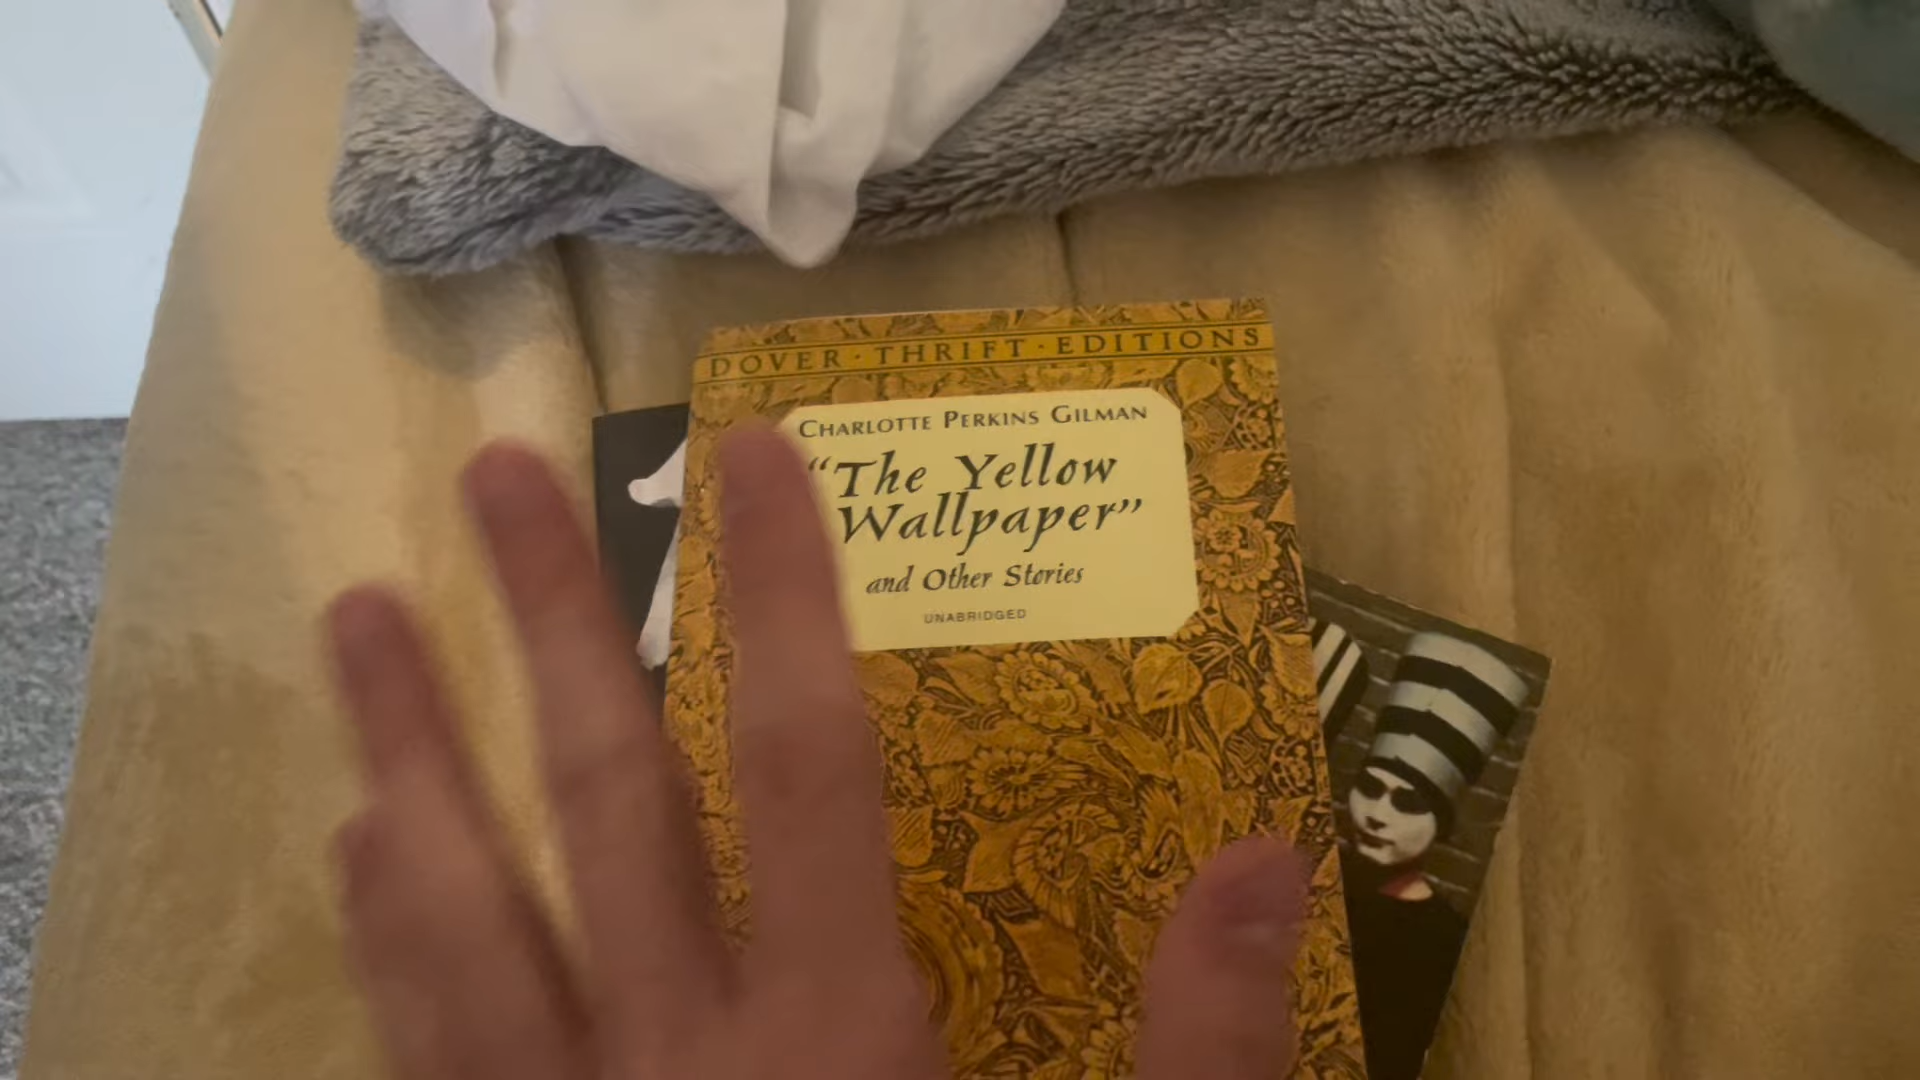 DOVER · THRIFT · EDITIONS
CHARLOTTE PERKINS GILMAN
"The Yellow
Wallpaper"
and Other Stories
UNABRIDGED